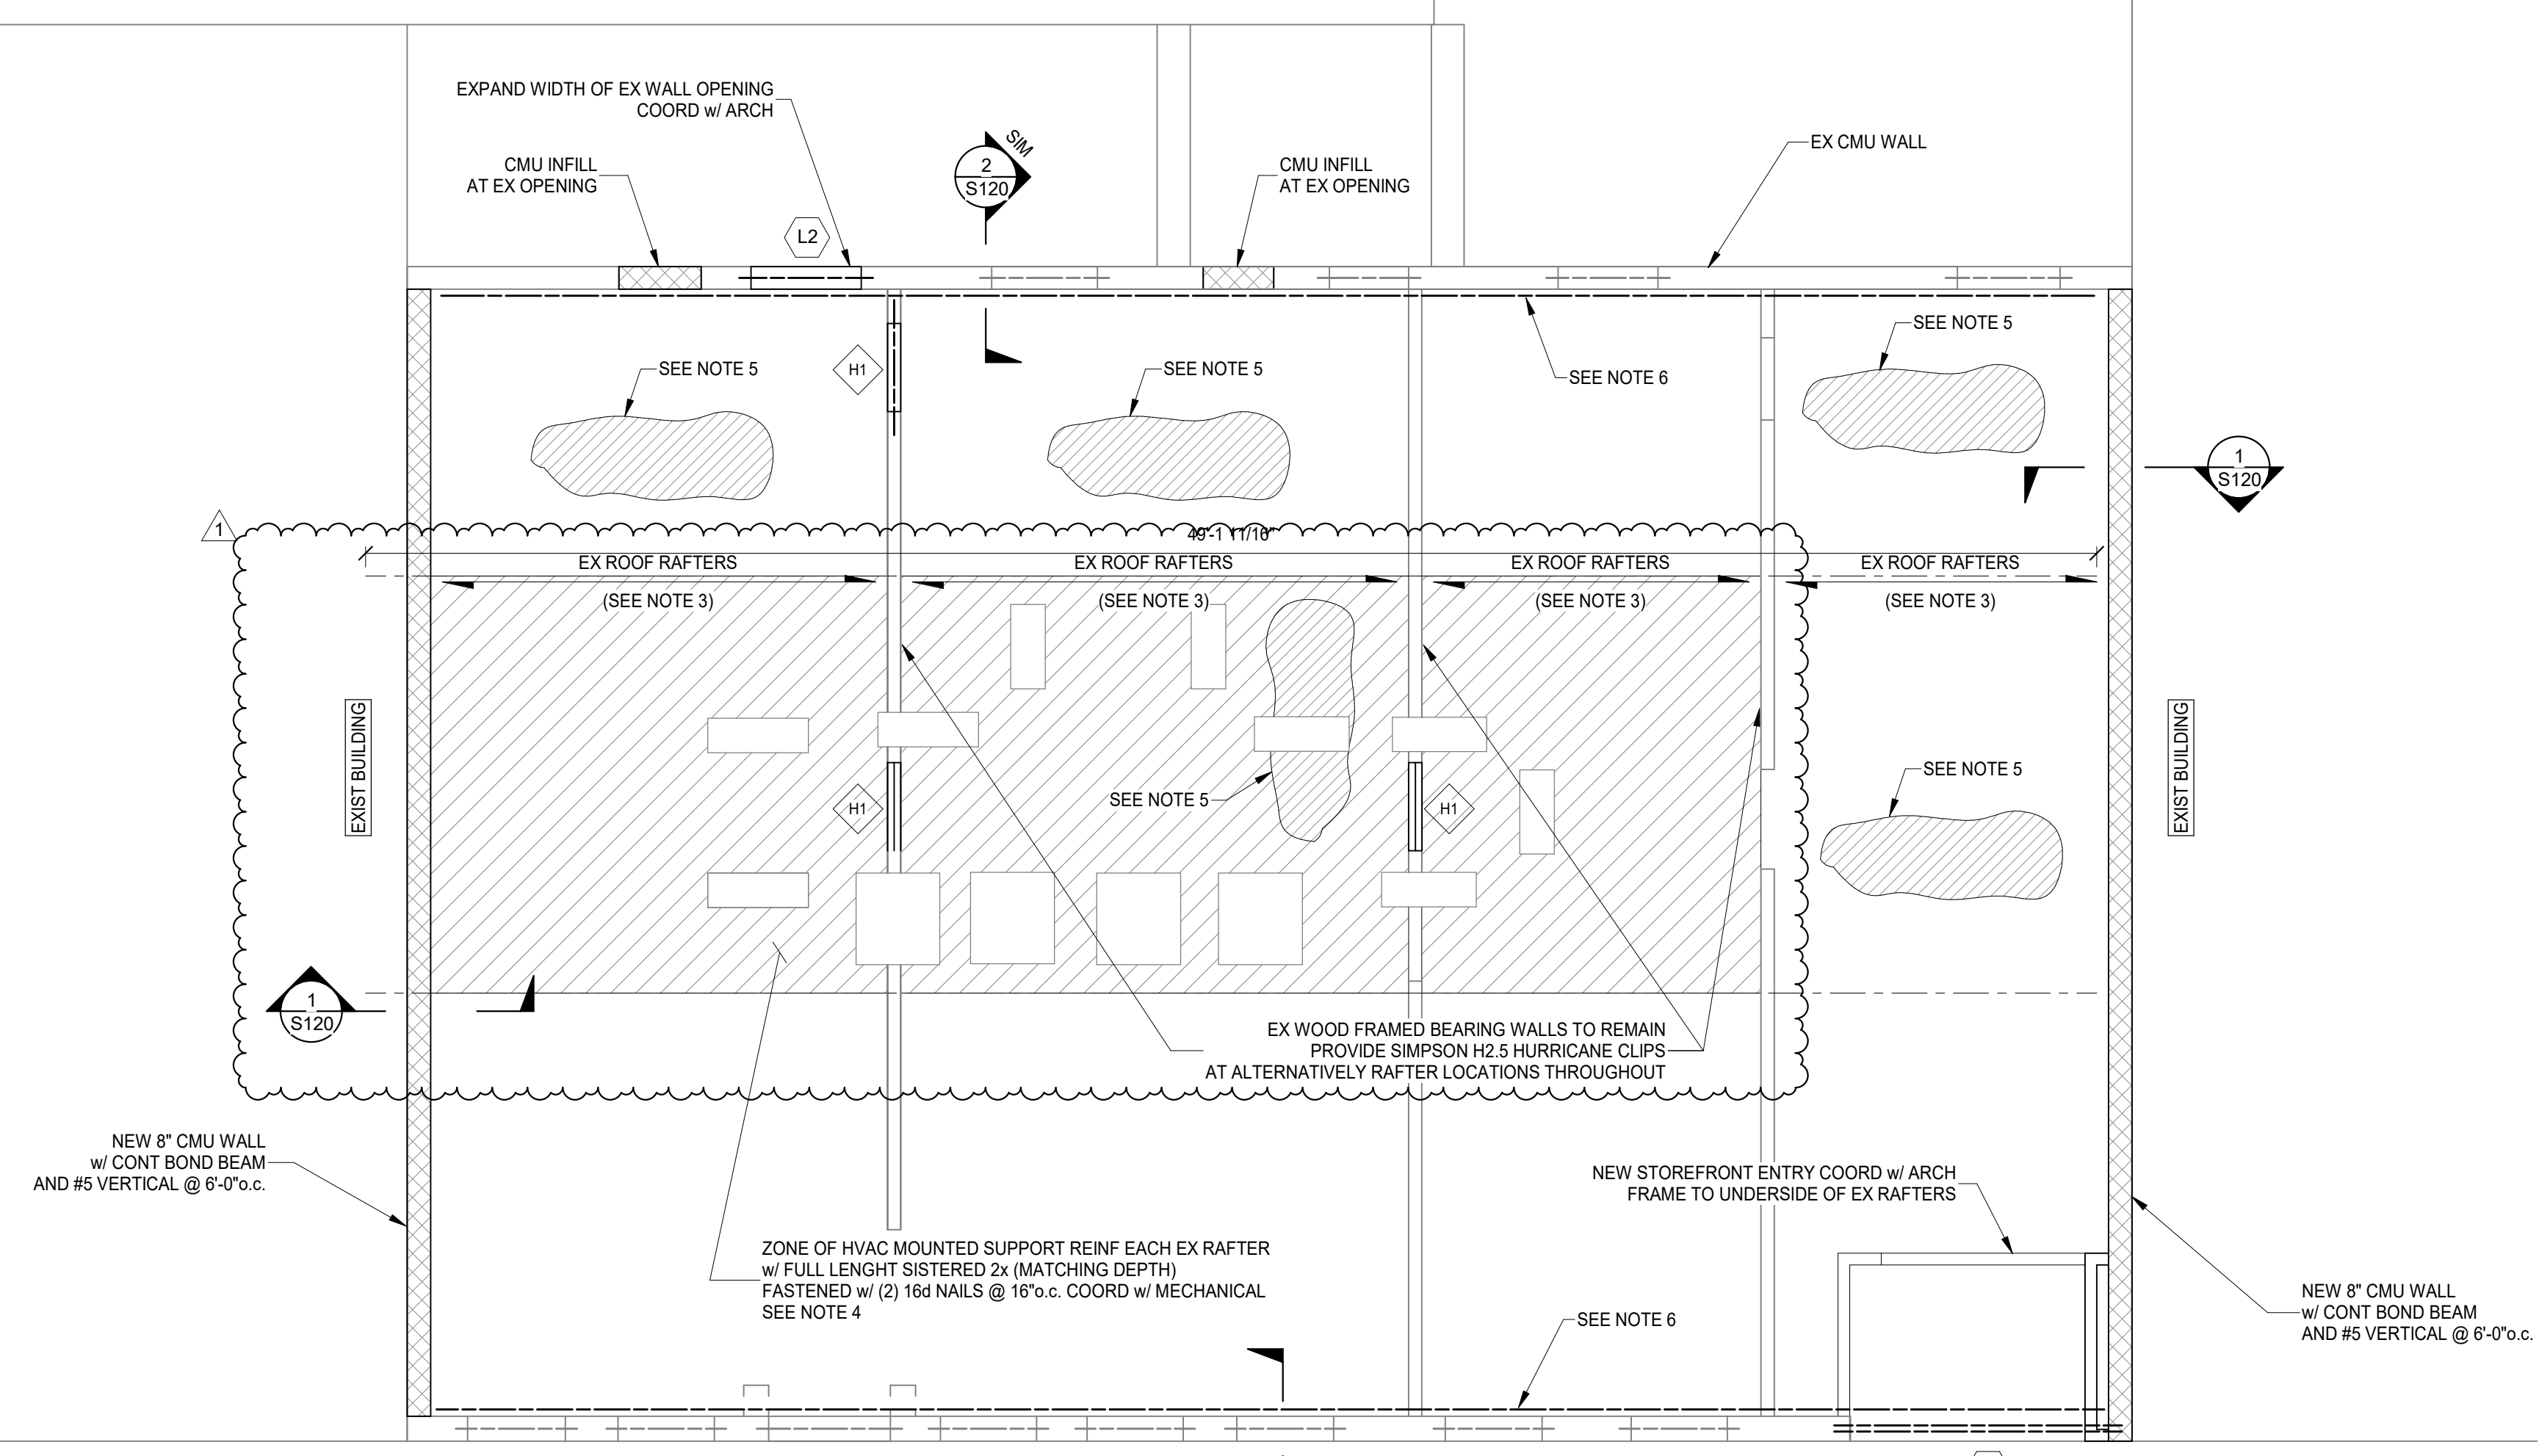 EXPAND WIDTH OF EX WALL OPENING
COORD w/ ARCH
CMU INFILL
AT EX OPENING
L2
2
S120
SIM
CMU INFILL
AT EX OPENING
EX CMU WALL
SEE NOTE 5
H1
SEE NOTE 5
SEE NOTE 6
SEE NOTE 5
1
S120
1
49'-1 11/16"
EX ROOF RAFTERS
(SEE NOTE 3)
EX ROOF RAFTERS
(SEE NOTE 3)
EX ROOF RAFTERS
(SEE NOTE 3)
EX ROOF RAFTERS
(SEE NOTE 3)
EXIST BUILDING
H1
SEE NOTE 5
H1
SEE NOTE 5
EXIST BUILDING
1
S120
EX WOOD FRAMED BEARING WALLS TO REMAIN
PROVIDE SIMPSON H2.5 HURRICANE CLIPS
AT ALTERNATIVELY RAFTER LOCATIONS THROUGHOUT
NEW 8" CMU WALL
w/ CONT BOND BEAM
AND #5 VERTICAL @ 6'-0"o.c.
NEW STOREFRONT ENTRY COORD w/ ARCH
FRAME TO UNDERSIDE OF EX RAFTERS
ZONE OF HVAC MOUNTED SUPPORT REINF EACH EX RAFTER
w/ FULL LENGHT SISTERED 2x (MATCHING DEPTH)
FASTENED w/ (2) 16d NAILS @ 16"o.c. COORD w/ MECHANICAL
SEE NOTE 4
SEE NOTE 6
NEW 8" CMU WALL
w/ CONT BOND BEAM
AND #5 VERTICAL @ 6'-0"o.c.